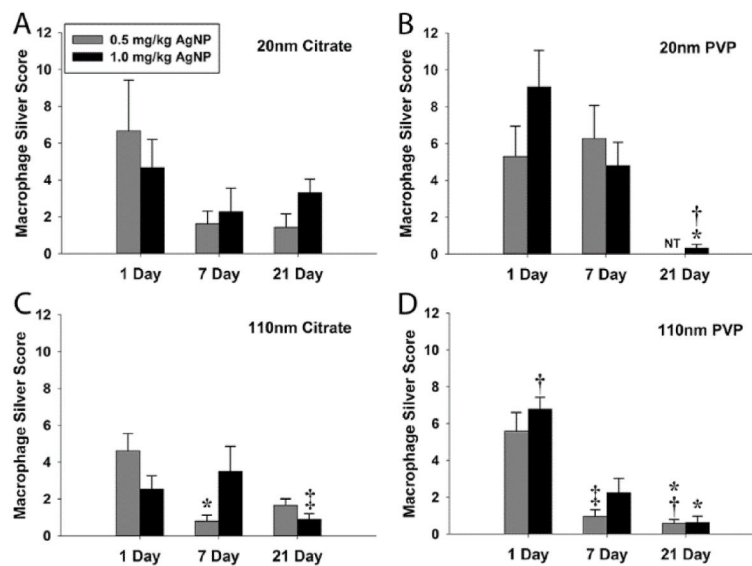 A
Macrophage Silver Score
12
10
8
6
4
2
0
0.5 mg/kg AgNP
1.0 mg/kg AgNP
20nm Citrate
1 Day
7 Day
21 Day
B
Macrophage Silver Score
12
10
8
6
4
2
0
20nm PVP
†
NT *
1 Day
7 Day
21 Day
C
Macrophage Silver Score
12
10
8
6
4
2
0
110nm Citrate
*
‡
1 Day
7 Day
21 Day
D
Macrophage Silver Score
12
10
8
6
4
2
0
110nm PVP
†
‡
*
† *
1 Day
7 Day
21 Day